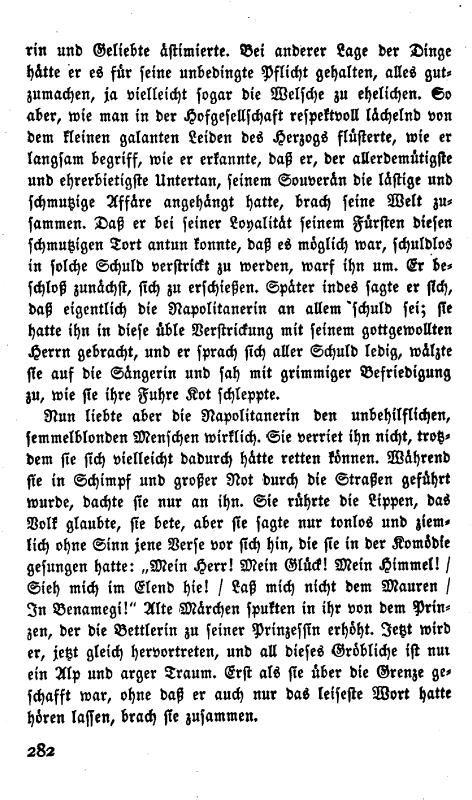 rin und Geliebte ästimierte. Bei anderer Lage der Dinge
hätte er es für seine unbedingte Pflicht gehalten, alles gut-
zumachen, ja vielleicht sogar die Welsche zu ehelichen. So
aber, wie man in der Hofgesellschaft respektvoll lächelnd von
dem kleinen galanten Leiden des Herzogs flüsterte, wie er
langsam begriff, wie er erkannte, daß er, der allerdemütigste
und ehrerbietigste Untertan, seinem Souverän die lästige und
schmutzige Affäre angehängt hatte, brach seine Welt zu-
sammen. Daß er bei seiner Loyalität seinem Fürsten diesen
schmutzigen Tort antun konnte, daß es möglich war, schuldlos
in solche Schuld verstrickt zu werden, warf ihn um. Er be-
schloß zunächst, sich zu erschießen. Später indes sagte er sich,
daß eigentlich die Napolitanerin an allem schuld sei; sie
hatte ihn in diese üble Verstrickung mit seinem gottgewollten
Herrn gebracht, und er sprach sich aller Schuld ledig, wälzte
sie auf die Sängerin und sah mit grimmiger Befriedigung
zu, wie sie ihre Fuhre Kot schleppte.
Nun liebte aber die Napolitanerin den unbehilflichen,
semmelblonden Menschen wirklich. Sie verriet ihn nicht, trotz-
dem sie sich vielleicht dadurch hätte retten können. Während
sie in Schimpf und großer Not durch die Straßen geführt
wurde, dachte sie nur an ihn. Sie rührte die Lippen, das
Volk glaubte, sie bete, aber sie sagte nur tonlos und ziem-
lich ohne Sinn jene Verse vor sich hin, die sie in der Komödie
gesungen hatte: „Mein Herr! Mein Glück! Mein Himmel! /
Sieh mich im Elend hie! / Laß mich nicht dem Mauren /
In Benamegi!“ Alte Märchen spukten in ihr von dem Prin-
zen, der die Bettlerin zu seiner Prinzessin erhöht. Jetzt wird
er, jetzt gleich hervortreten, und all dieses Gröbliche ist nur
ein Alp und arger Traum. Erst als sie über die Grenze ge-
schafft war, ohne daß er auch nur das leiseste Wort hatte
hören lassen, brach sie zusammen.
282